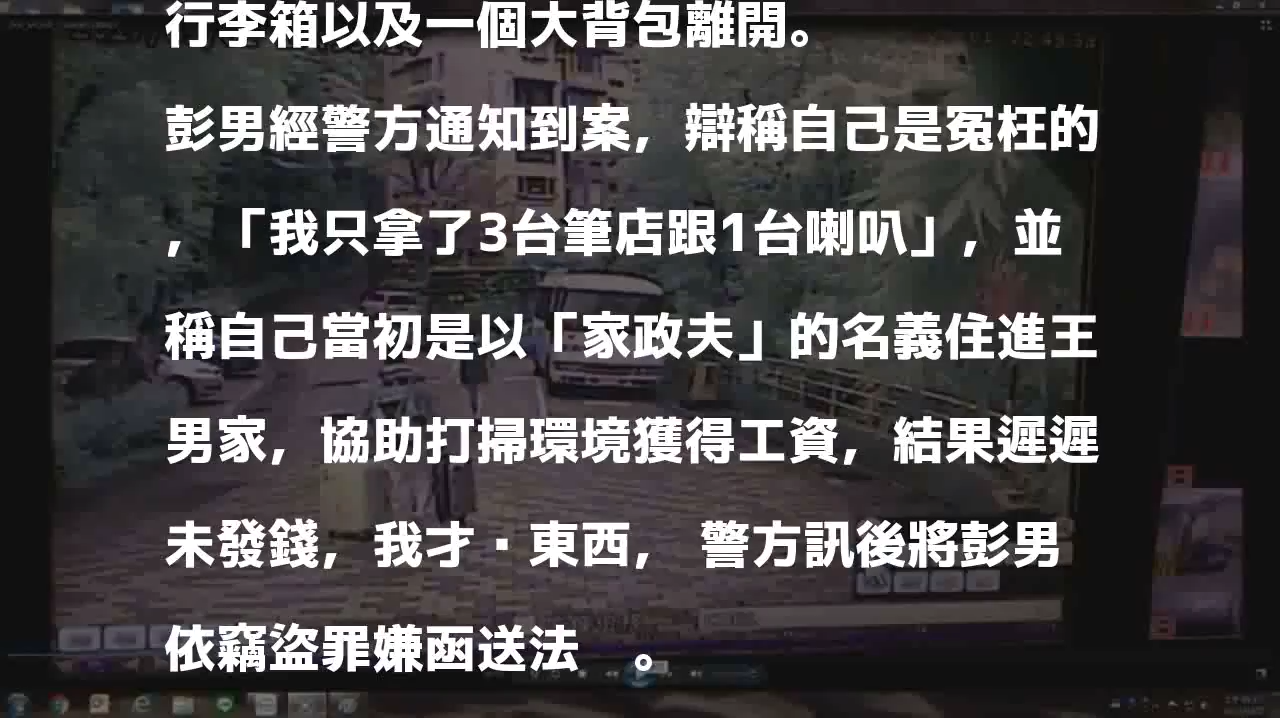 行李箱以及一個大背包離開。
彭男經警方通知到案，辯稱自己是冤枉的
，「我只拿了3台筆店跟1台喇叭」，並
稱自己當初是以「家政夫」的名義住進王
男家，協助打掃環境獲得工資，結果遲遲
未發錢，我才·東西， 警方訊後將彭男
依竊盜罪嫌函送法　。